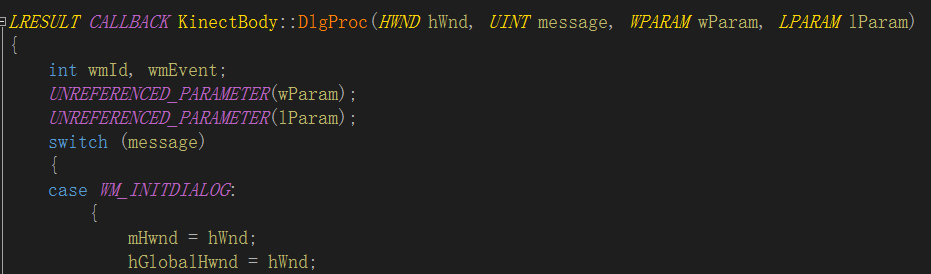 LRESULT CALLBACK KinectBody::DlgProc(HWND hWnd, UINT message, WPARAM wParam, LPARAM lParam)
{
    int wmId, wmEvent;
    UNREFERENCED_PARAMETER(wParam);
    UNREFERENCED_PARAMETER(lParam);
    switch (message)
    {
    case WM_INITDIALOG:
        {
            mHwnd = hWnd;
            hGlobalHwnd = hWnd;